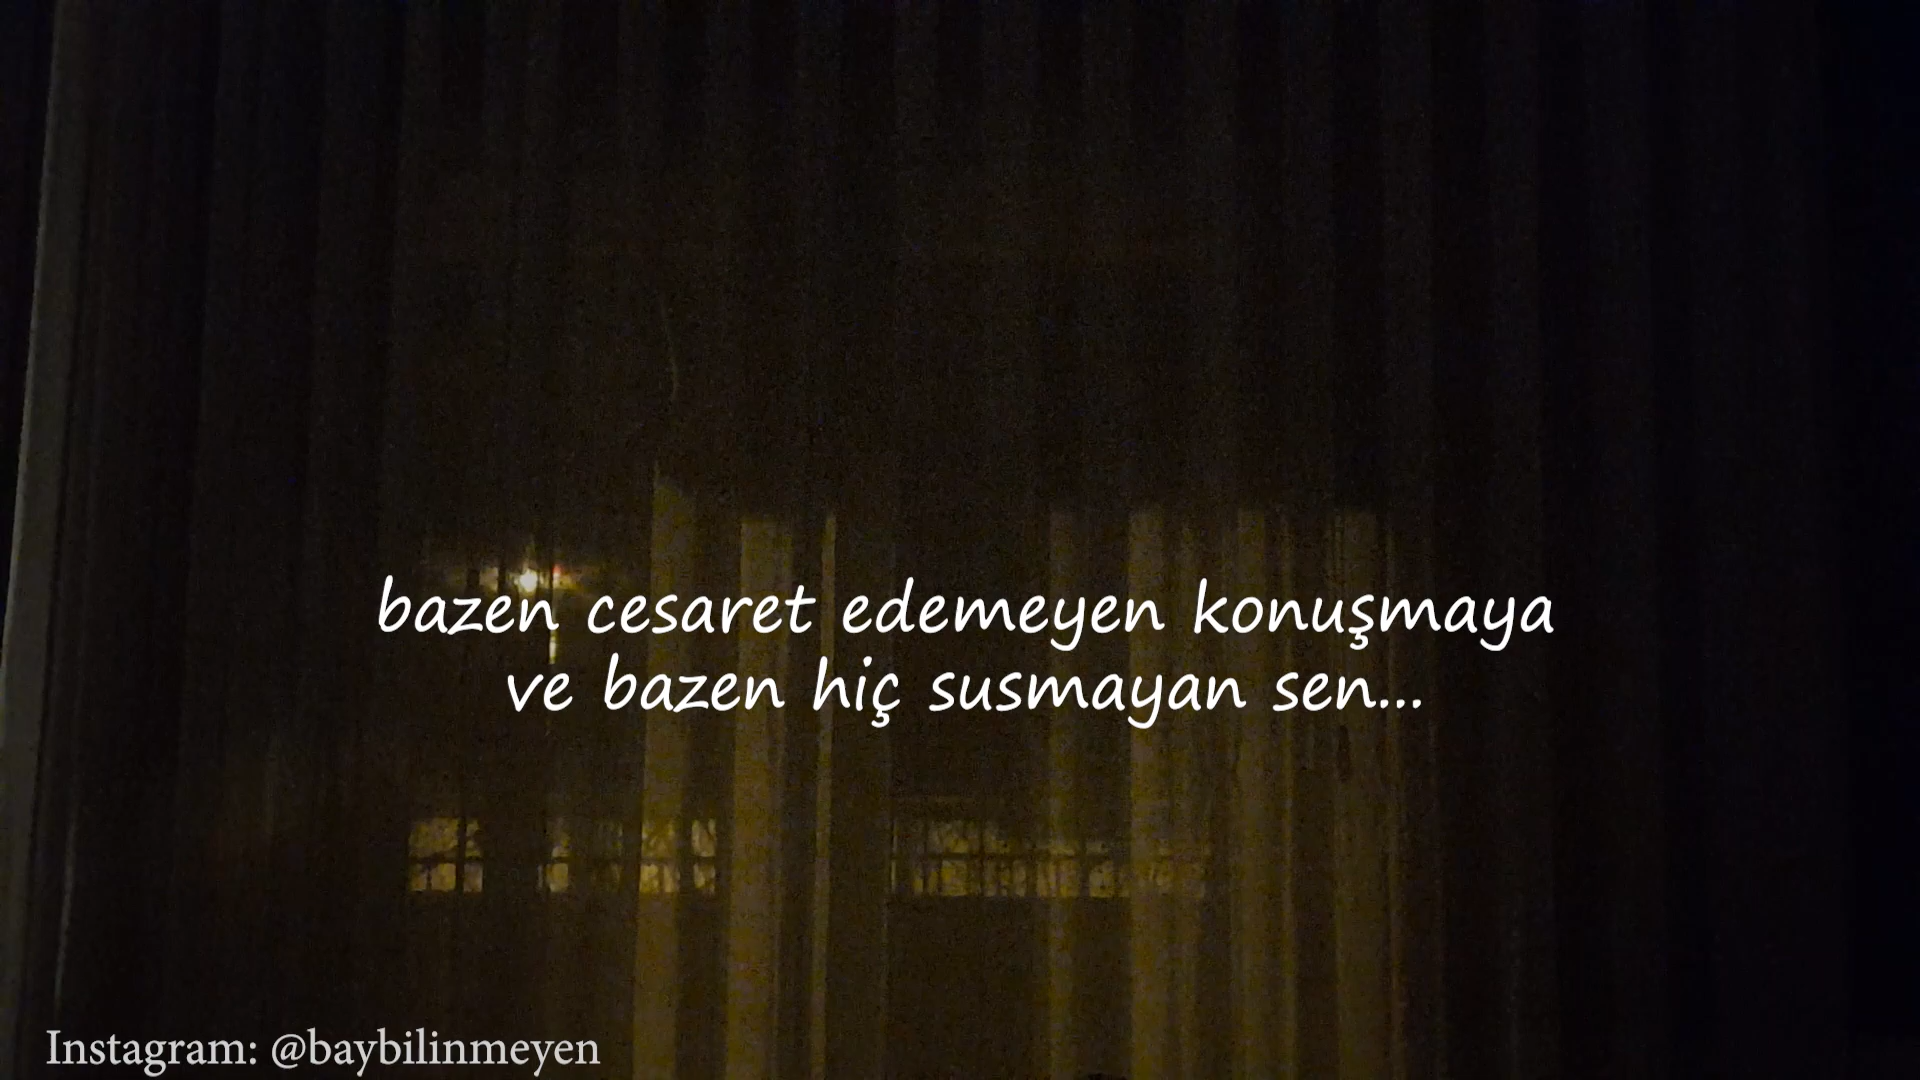 bazen cesaret edemeyen konuşmaya
ve bazen hiç susmayan sen...
Instagram: @baybilinmeyen